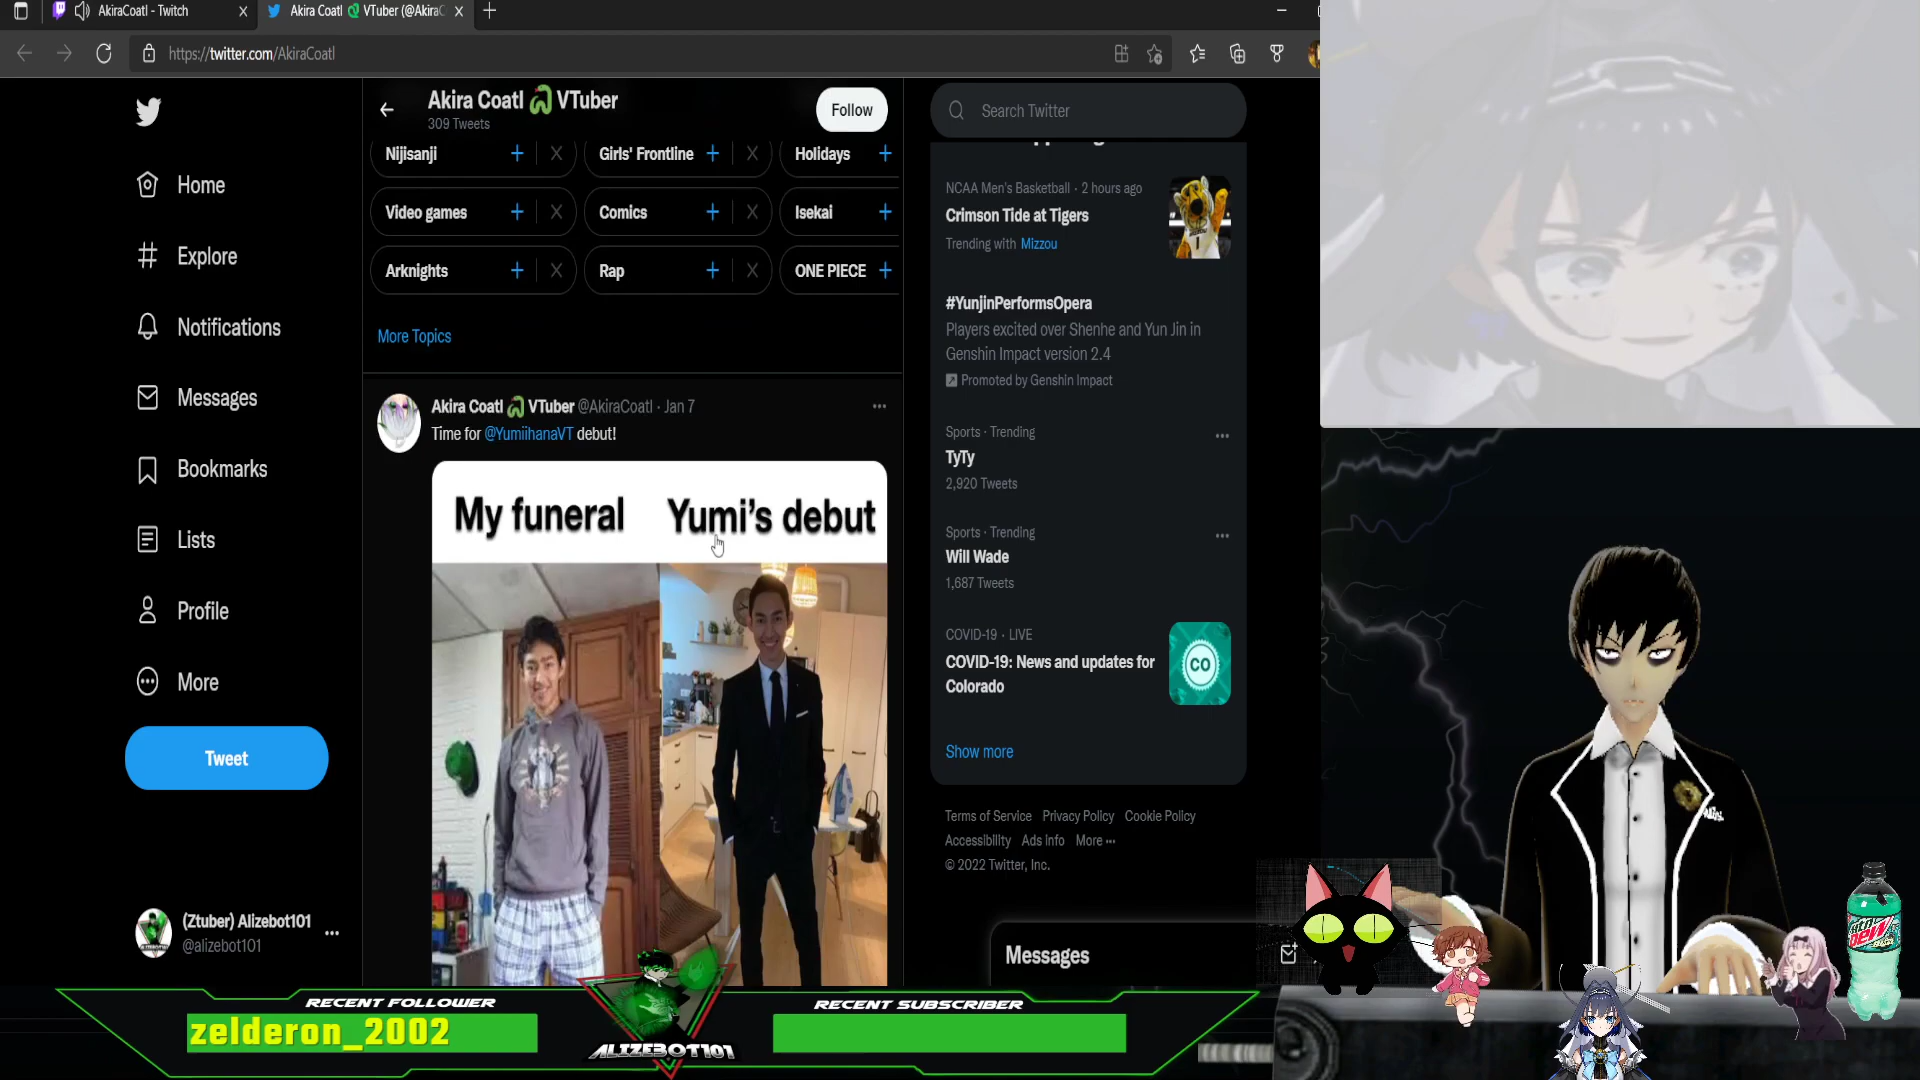 AkiraCoatl - Twitch
Akira Coatl VTuber (@AkiraC
https://twitter.com/AkiraCoatl
Home
Explore
Notifications
Messages
Bookmarks
Lists
Profile
More
Tweet
(Ztuber) Alizebot101
@alizebot101
Akira Coatl VTuber
309 Tweets
Follow
Nijisanji
Girls' Frontline
Holidays
Video games
Comics
Isekai
Arknights
Rap
ONE PIECE
More Topics
Akira Coatl VTuber @AkiraCoatl · Jan 7
Time for @YumiihanaVT debut!
My funeral
Yumi's debut
Search Twitter
NCAA Men's Basketball · 2 hours ago
Crimson Tide at Tigers
Trending with Mizzou
#YunjinPerformsOpera
Players excited over Shenhe and Yun Jin in
Genshin Impact version 2.4
Promoted by Genshin Impact
Sports · Trending
TyTy
2,920 Tweets
Sports · Trending
Will Wade
1,687 Tweets
COVID-19 · LIVE
COVID-19: News and updates for
Colorado
CO
Show more
Terms of Service Privacy Policy Cookie Policy
Accessibility Ads info More ···
© 2022 Twitter, Inc.
Messages
RECENT FOLLOWER
zelderon_2002
ALIZEBOT101
RECENT SUBSCRIBER
MTN DEW